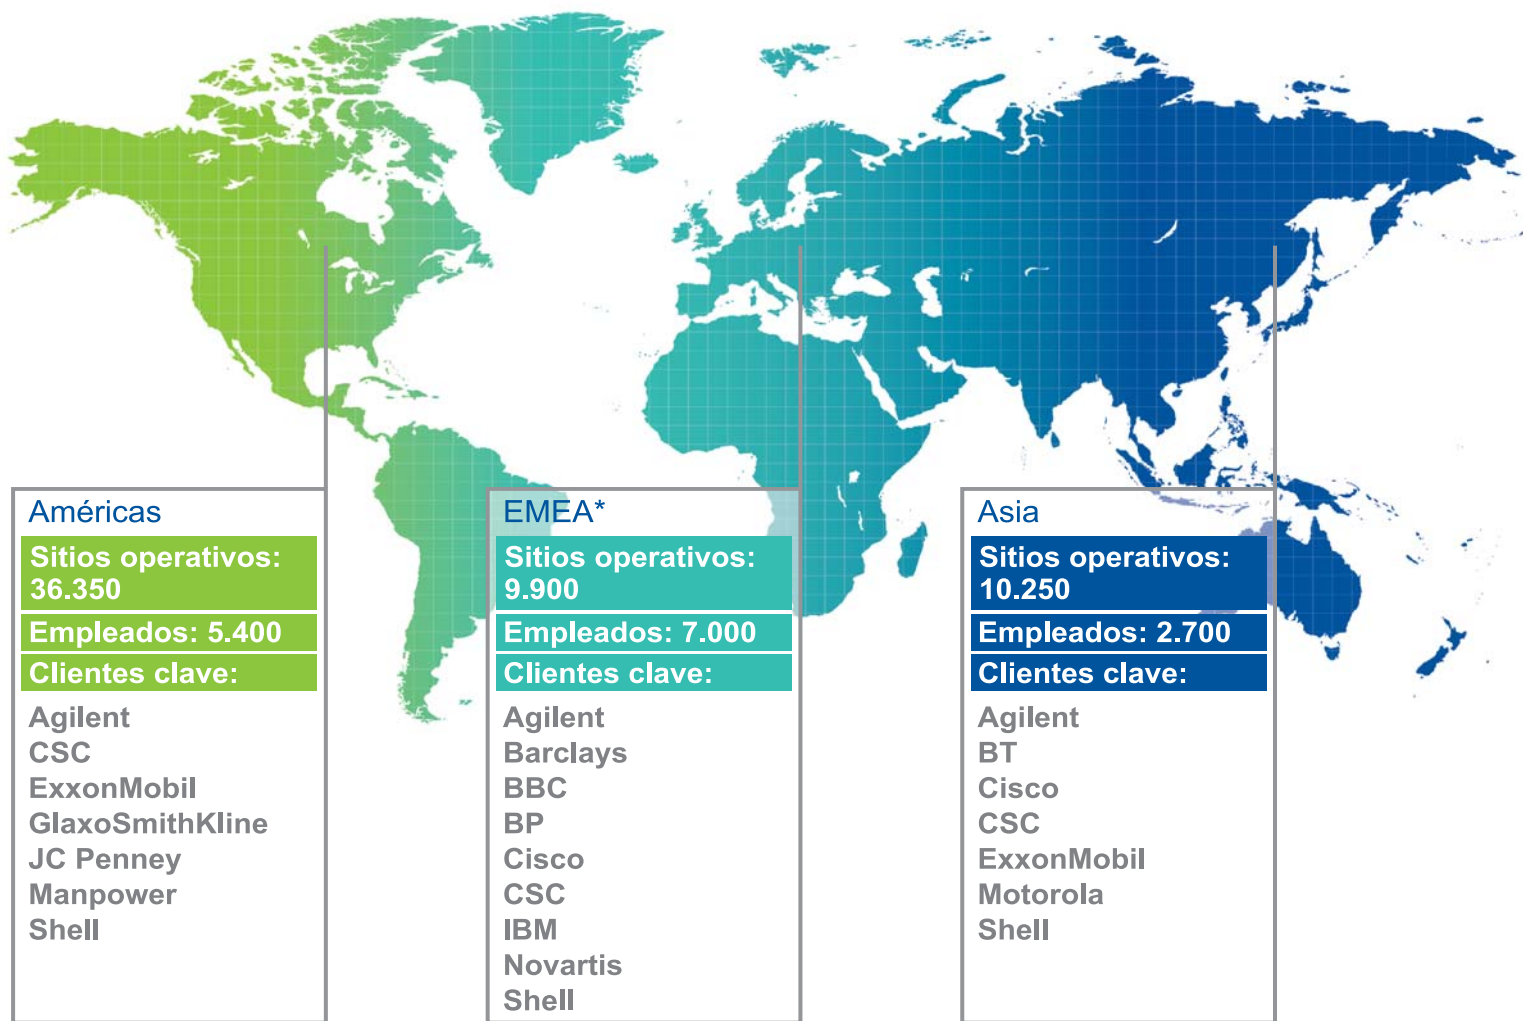 Américas
Sitios operativos:
36.350
Empleados: 5.400
Clientes clave:
Agilent
CSC
ExxonMobil
GlaxoSmithKline
JC Penney
Manpower
Shell
EMEA*
Sitios operativos:
9.900
Empleados: 7.000
Clientes clave:
Agilent
Barclays
BBC
BP
Cisco
CSC
IBM
Novartis
Shell
Asia
Sitios operativos:
10.250
Empleados: 2.700
Clientes clave:
Agilent
BT
Cisco
CSC
ExxonMobil
Motorola
Shell